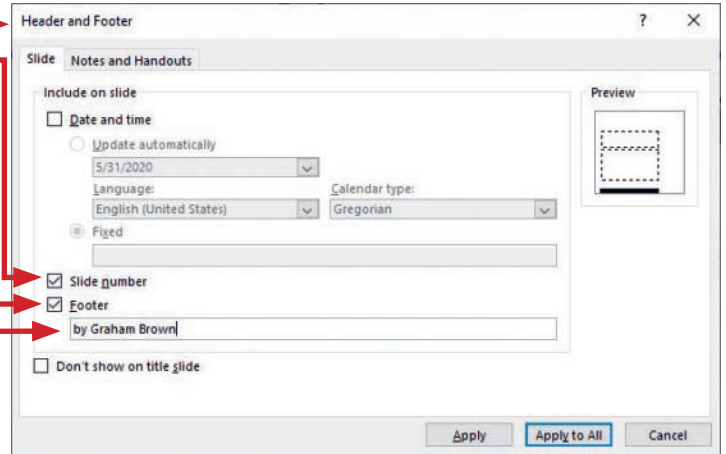 Header and Footer ? X
Slide Notes and Handouts
Include on slide Preview
Date and time
Update automatically
5/31/2020
Language: Calendar type:
English (United States) Gregorian
Fixed
Slide number
Footer
by Graham Brown
Don't show on title slide
Apply Apply to All Cancel